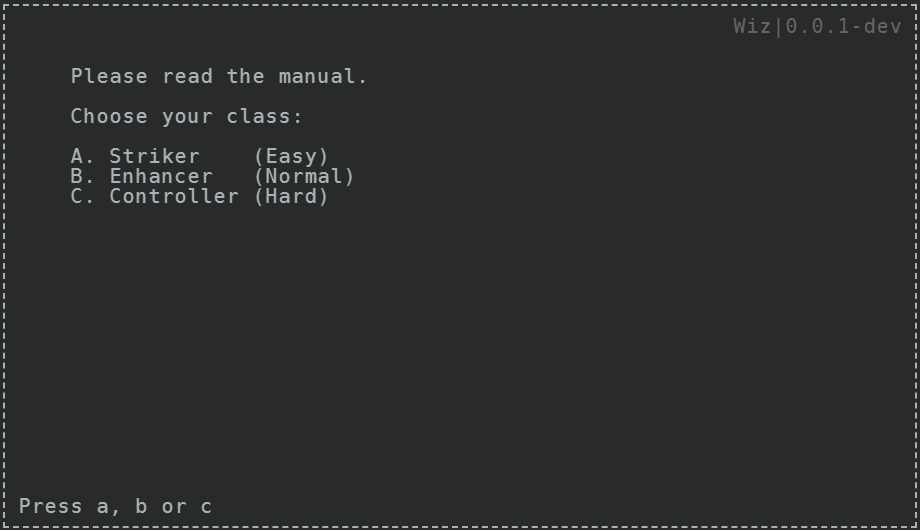 Wiz|0.0.1-dev
Please read the manual.
Choose your class:
A. Striker    (Easy)
B. Enhancer   (Normal)
C. Controller (Hard)
Press a, b or c